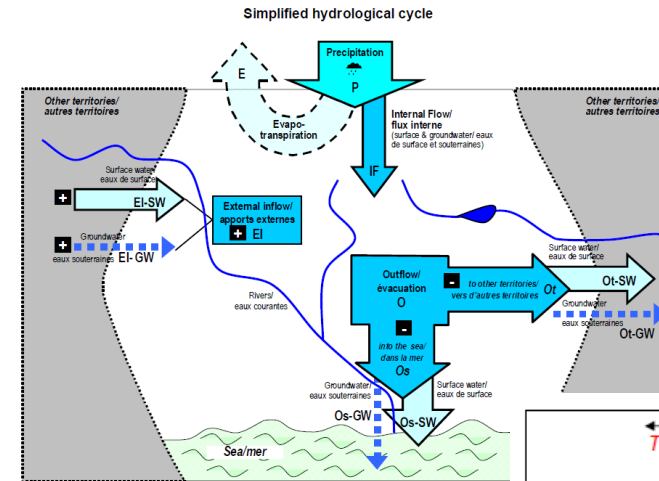 Simplified hydrological cycle
Precipitation
P
E
Evapo-
transpiration
Other territories/
autres territoires
Other territories/
autres territoires
Internal Flow/
flux interne
(surface & groundwater/ eaux
de surface et souterraines)
IF
Surface water/
eaux de surface
+
EI-SW
External inflow/
apports externes
+ EI
+
Groundwater
eaux souterraines
EI-GW
Rivers/
eaux courantes
Outflow/
évacuation
O
-
to other territories/
vers d'autres territoires
Ot
Surface water/
eaux de surface
Ot-SW
Groundwater
eaux souterraines
Ot-GW
-
into the sea/
dans la mer
Os
Groundwater/
eaux souterraines
Os-GW
Surface water/
eaux de surface
Os-SW
Sea/mer
T